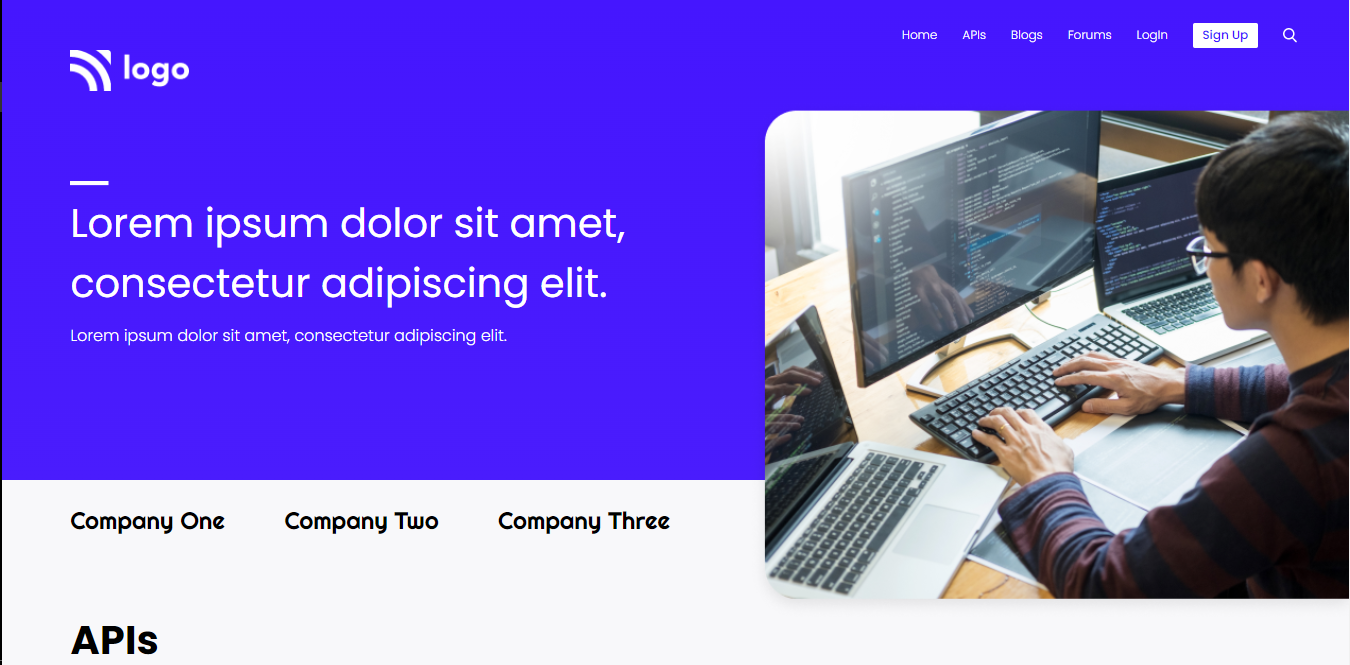 Home APIs Blogs Forums LogIn Sign Up
logo
Lorem ipsum dolor sit amet,
consectetur adipiscing elit.
Lorem ipsum dolor sit amet, consectetur adipiscing elit.
Company One Company Two Company Three
APIs